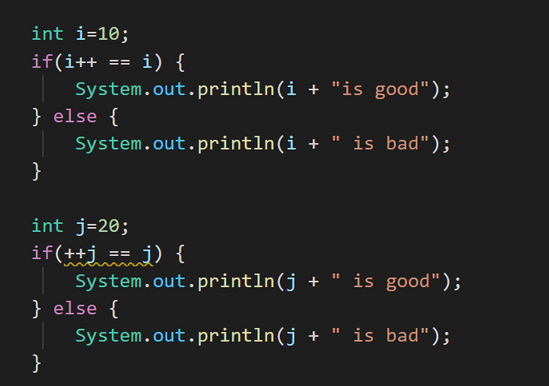 int i=10;
if(i++ == i) {
    System.out.println(i + "is good");
} else {
    System.out.println(i + " is bad");
}

int j=20;
if(++j == j) {
    System.out.println(j + " is good");
} else {
    System.out.println(j + " is bad");
}